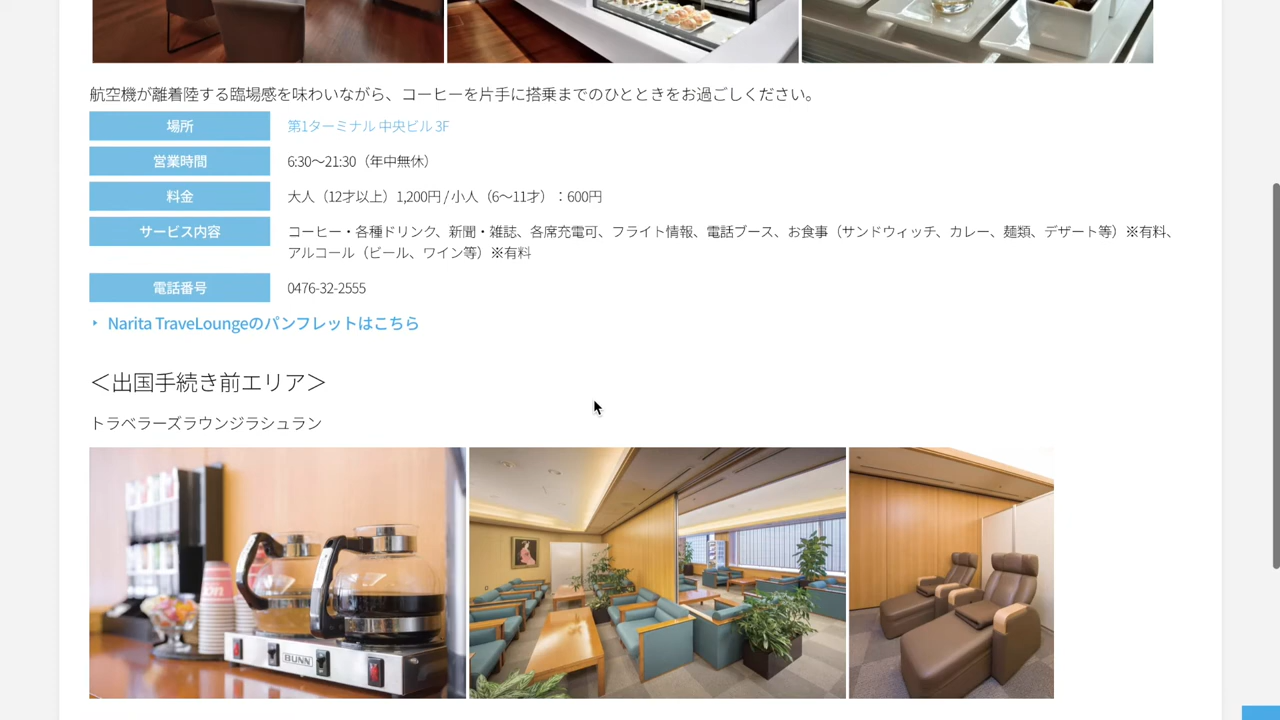 航空機が離着陸する臨場感を味わいながら、コーヒーを片手に搭乗までのひとときをお過ごしください。
場所 第1ターミナル 中央ビル 3F
営業時間 6:30〜21:30（年中無休）
料金 大人（12才以上）1,200円 / 小人（6〜11才）：600円
サービス内容 コーヒー・各種ドリンク、新聞・雑誌、各席充電可、フライト情報、電話ブース、お食事（サンドウィッチ、カレー、麺類、デザート等）※有料、
アルコール（ビール、ワイン等）※有料
電話番号 0476-32-2555
Narita TraveLoungeのパンフレットはこちら
＜出国手続き前エリア＞
トラベラーズラウンジラシュラン
BUNN